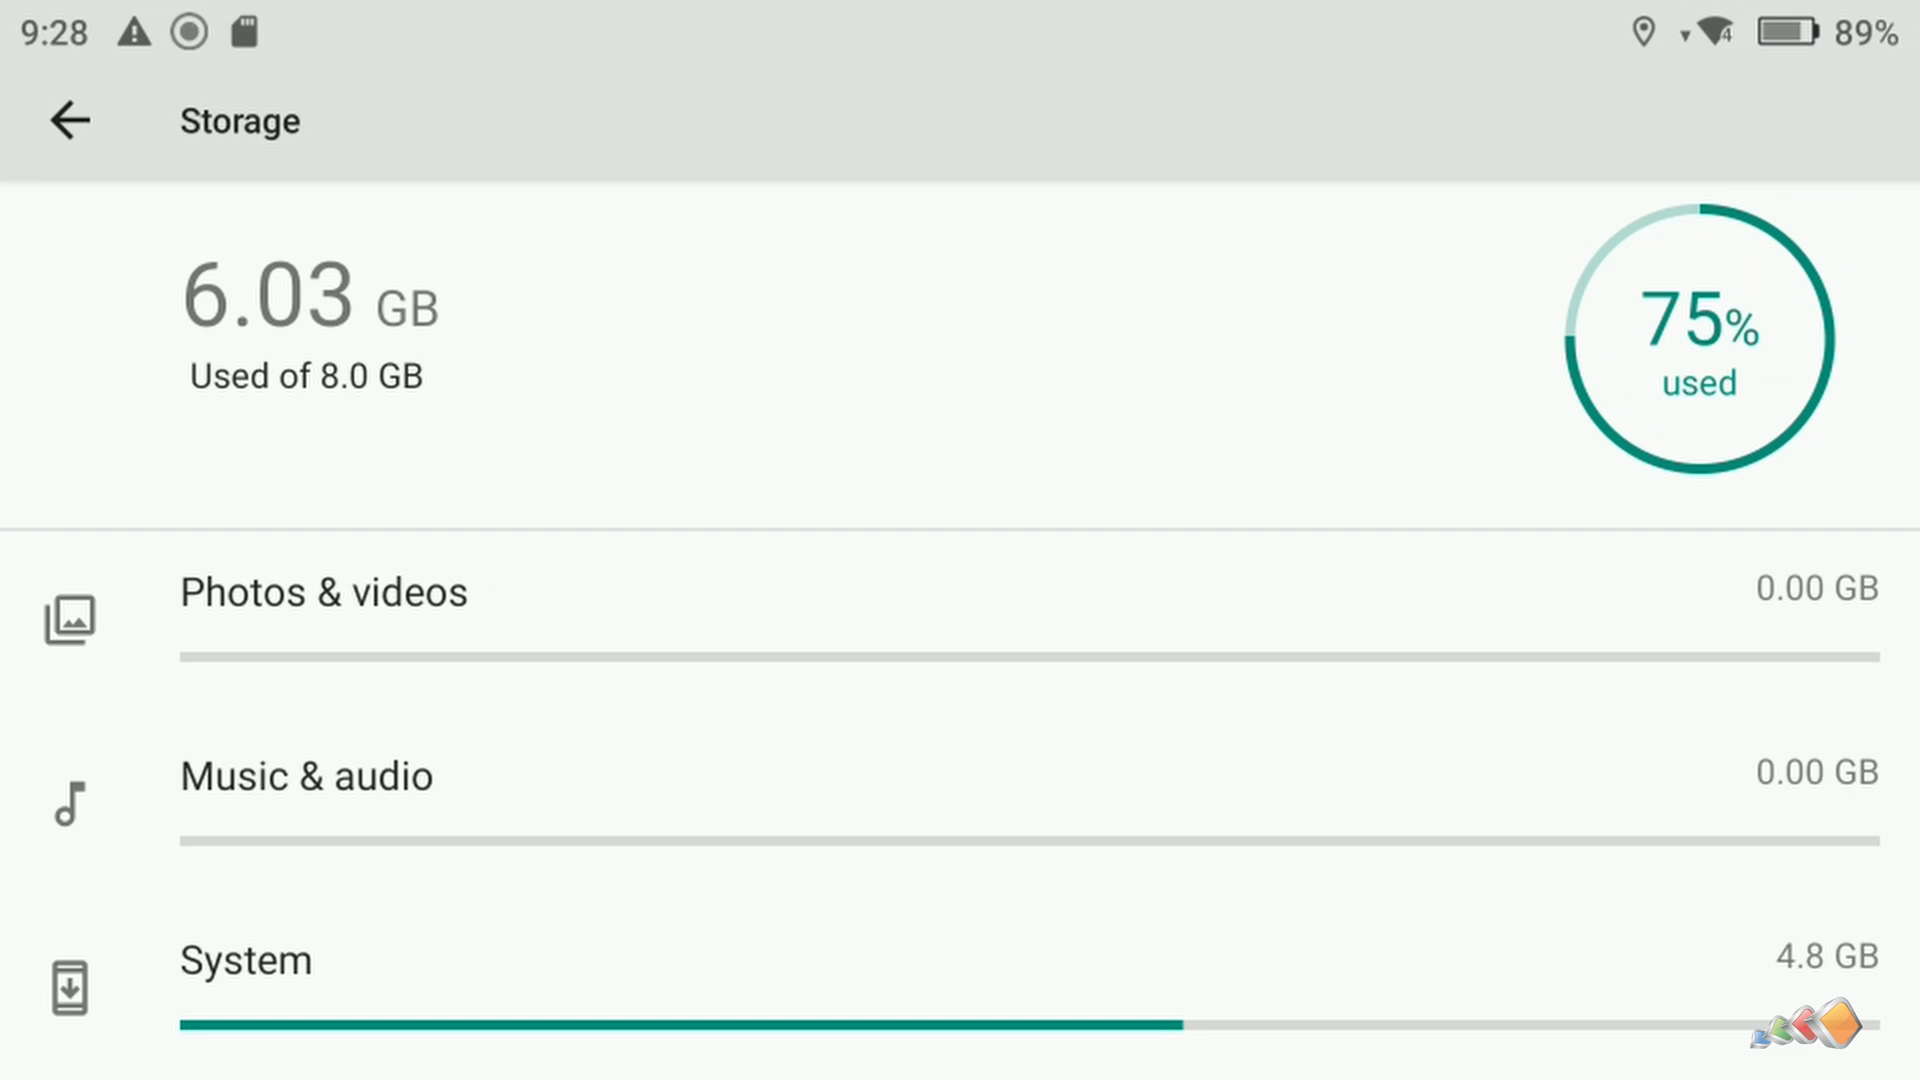 9:28
4 89%
Storage
6.03 GB
Used of 8.0 GB
75%
used
Photos & videos 0.00 GB
Music & audio 0.00 GB
System 4.8 GB